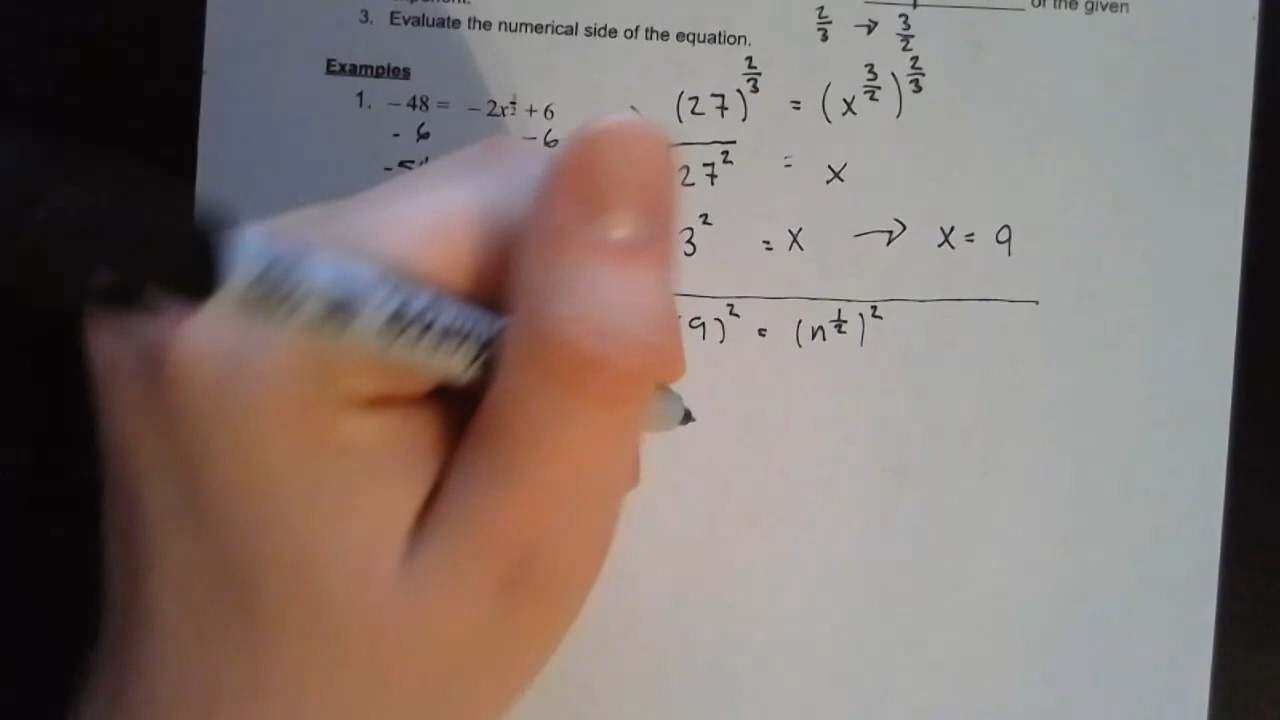 of the given
3. Evaluate the numerical side of the equation.
2/3 → 3/2
Examples
1. − 48 = − 2x + 6
- 6 -6
(27)^(2/3) = (x^(3/2))^(2/3)
27² = x
3² = x → x = 9
9)² = (n^(1/2))²